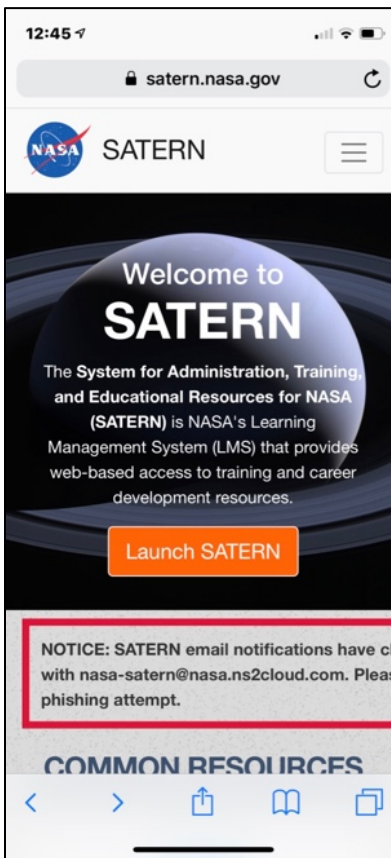 12:45
satern.nasa.gov
NASA
SATERN
Welcome to
SATERN
The System for Administration, Training,
and Educational Resources for NASA
(SATERN) is NASA's Learning
Management System (LMS) that provides
web-based access to training and career
development resources.
Launch SATERN
NOTICE: SATERN email notifications have
with nasa-satern@nasa.ns2cloud.com.
phishing attempt.
COMMON RESOURCES